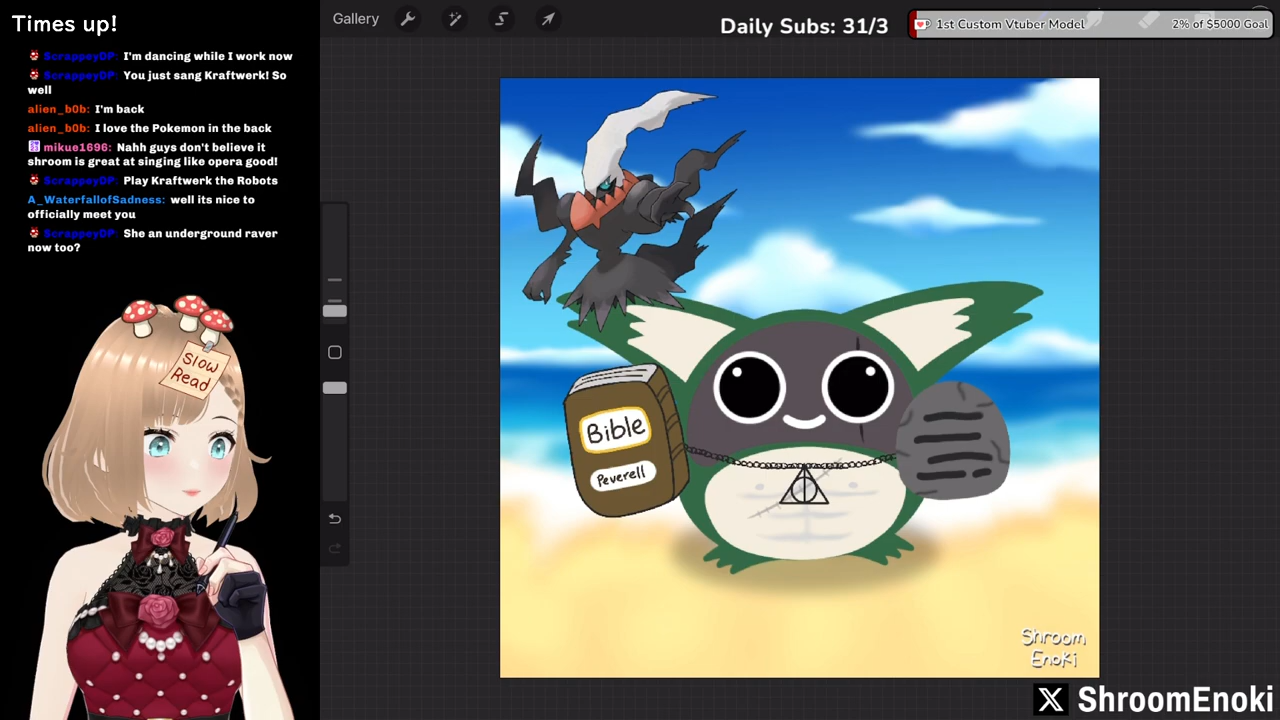 Times up!
Gallery
Daily Subs: 31/3
1st Custom Vtuber Model
2% of $5000 Goal
ScrappeyDP: I'm dancing while I work now
ScrappeyDP: You just sang Kraftwerk! So
well
alien_b0b: I'm back
alien_b0b: I love the Pokemon in the back
mikue1696: Nahh guys don't believe it
shroom is great at singing like opera good!
ScrappeyDP: Play Kraftwerk the Robots
A_WaterfallofSadness: well its nice to
officially meet you
ScrappeyDP: She an underground raver
now too?
Slow
Read
Bible
Peverell
Shroom
Enoki
X ShroomEnoki